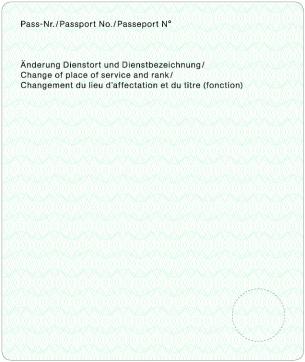 Pass-Nr./Passport No./Passeport N°
Änderung Dienstort und Dienstbezeichnung/
Change of place of service and rank/
Changement du lieu d'affectation et du titre (fonction)